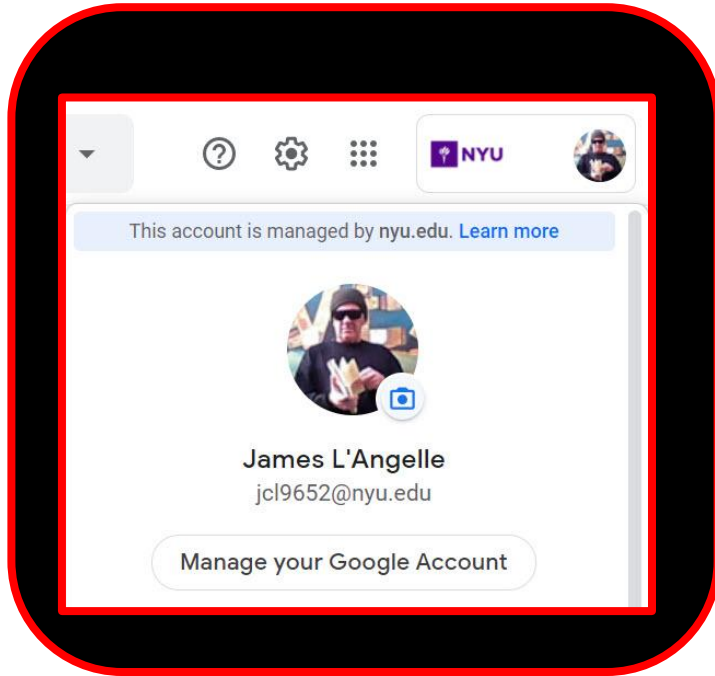 NYU
This account is managed by nyu.edu. Learn more
James L'Angelle
jcl9652@nyu.edu
Manage your Google Account